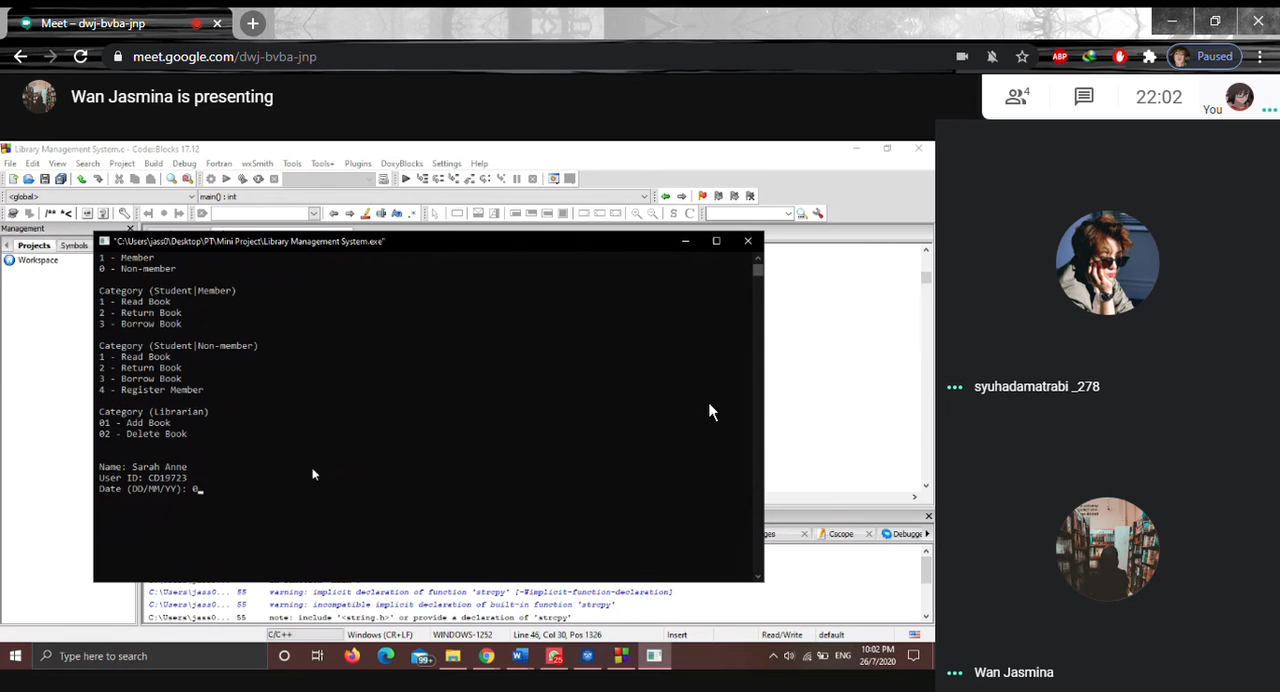 Meet – dwj-bvba-jnp
meet.google.com/dwj-bvba-jnp
ABP
Paused
Wan Jasmina is presenting
4
22:02
You
Library Management System.c - Code::Blocks 17.12
File Edit View Search Project Build Debug Fortran wxSmith Tools Tools+ Plugins DoxyBlocks Settings Help
<global>
main() : int
Management
Projects Symbols
Workspace
"C:\Users\jass0\Desktop\PT\Mini Project\Library Management System.exe"
1 - Member
0 - Non-member
Category (Student|Member)
1 - Read Book
2 - Return Book
3 - Borrow Book
Category (Student|Non-member)
1 - Read Book
2 - Return Book
3 - Borrow Book
4 - Register Member
Category (Librarian)
01 - Add Book
02 - Delete Book
Name: Sarah Anne
User ID: CD19723
Date (DD/MM/YY): 0_
ges
Cscope
Debugge
C:\Users\jass0... 55 warning: implicit declaration of function 'strcpy' [-Wimplicit-function-declaration]
C:\Users\jass0... 55 warning: incompatible implicit declaration of built-in function 'strcpy'
C:\Users\jass0... 55 note: include '<string.h>' or provide a declaration of 'strcpy'
C/C++ Windows (CR+LF) WINDOWS-1252 Line 46, Col 30, Pos 1326 Insert Read/Write default
Type here to search
99+
25
ENG
10:02 PM
26/7/2020
syuhadamatrabi _278
Wan Jasmina